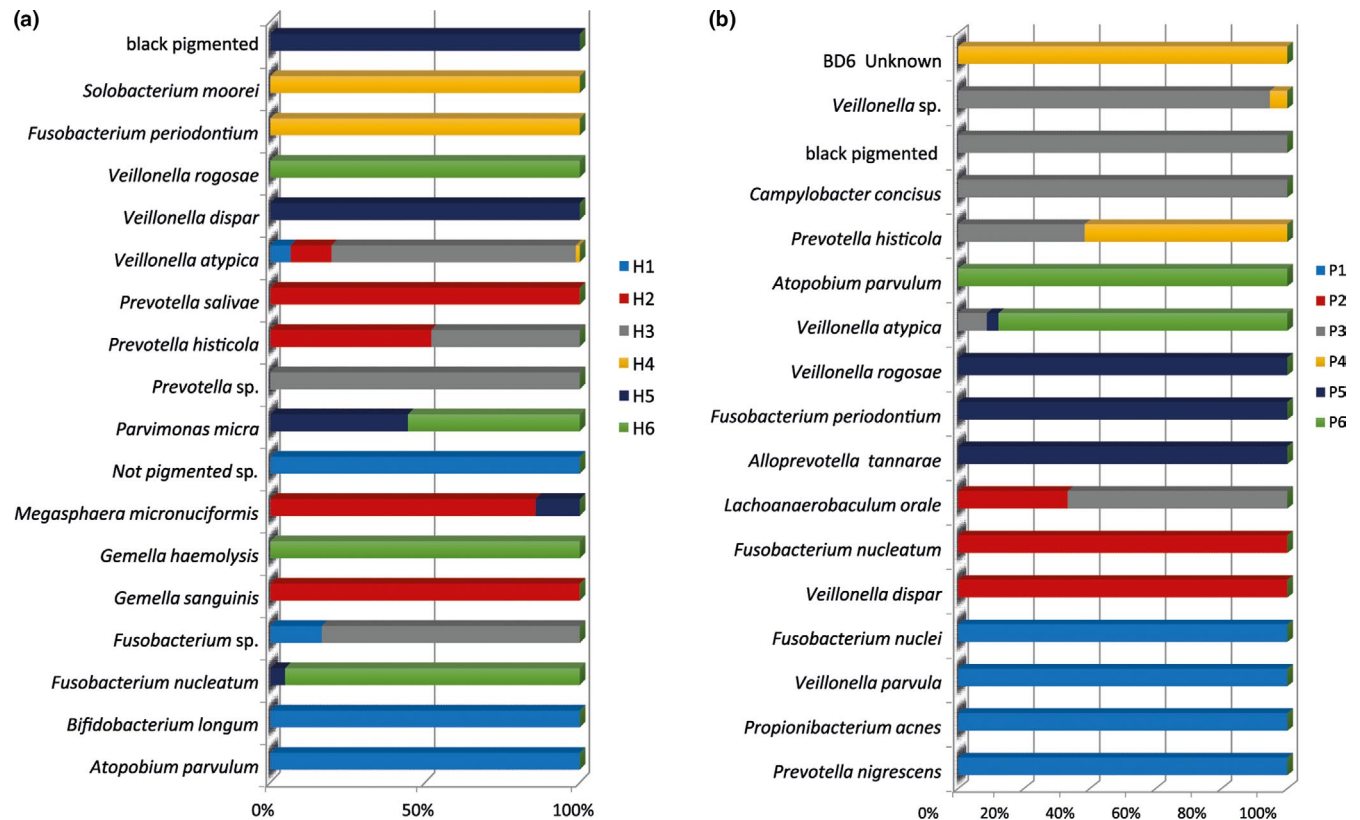 (a)
black pigmented
Solobacterium moorei
Fusobacterium periodontium
Veillonella rogosae
Veillonella dispar
Veillonella atypica
Prevotella salivae
Prevotella histicola
Prevotella sp.
Parvimonas micra
Not pigmented sp.
Megasphaera micronuciformis
Gemella haemolysis
Gemella sanguinis
Fusobacterium sp.
Fusobacterium nucleatum
Bifidobacterium longum
Atopobium parvulum
0% 50% 100%
H1
H2
H3
H4
H5
H6
(b)
BD6 Unknown
Veillonella sp.
black pigmented
Campylobacter concisus
Prevotella histicola
Atopobium parvulum
Veillonella atypica
Veillonella rogosae
Fusobacterium periodontium
Alloprevotella tannarae
Lachoanaerobaculum orale
Fusobacterium nucleatum
Veillonella dispar
Fusobacterium nuclei
Veillonella parvula
Propionibacterium acnes
Prevotella nigrescens
0% 20% 40% 60% 80% 100%
P1
P2
P3
P4
P5
P6